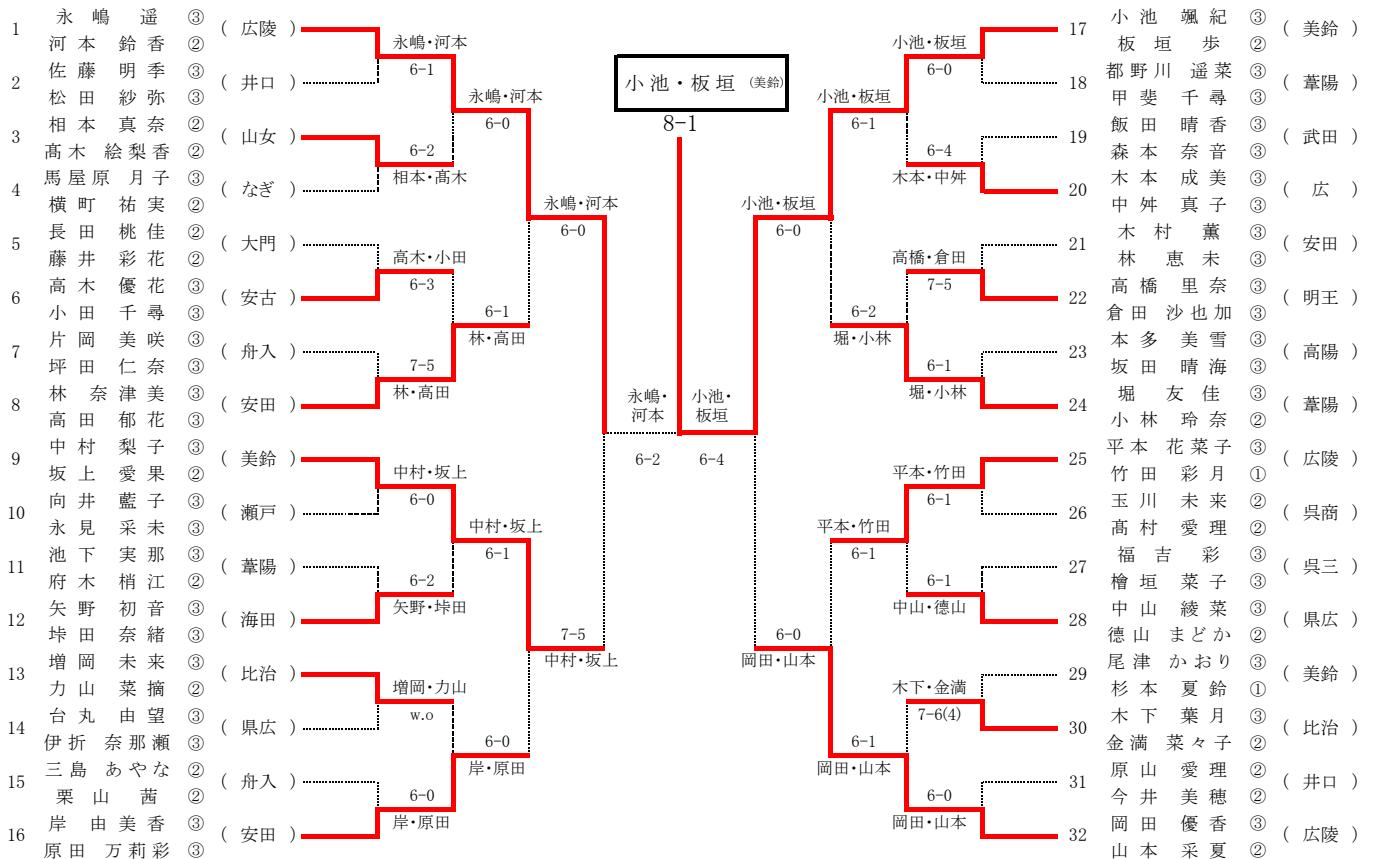 1 永嶋 遥 ③ ( 広陵 )
河本 鈴香 ②
2 佐藤 明季 ③ ( 井口 )
松田 紗弥 ③
3 相本 真奈 ② ( 山女 )
髙木 絵梨香 ②
4 馬屋原 月子 ③ ( なぎ )
横町 祐実 ②
5 長田 桃佳 ② ( 大門 )
藤井 彩花 ②
6 高木 優花 ③ ( 安古 )
小田 千尋 ③
7 片岡 美咲 ③ ( 舟入 )
坪田 仁奈 ③
8 林 奈津美 ③ ( 安田 )
高田 郁花 ③
9 中村 梨子 ③ ( 美鈴 )
坂上 愛果 ②
10 向井 藍子 ③ ( 瀬戸 )
永見 采未 ③
11 池下 実那 ③ ( 葦陽 )
府木 梢江 ②
12 矢野 初音 ③ ( 海田 )
垰田 奈緒 ③
13 増岡 未来 ③ ( 比治 )
力山 菜摘 ②
14 台丸 由望 ③ ( 県広 )
伊折 奈那瀬 ③
15 三島 あやな ② ( 舟入 )
栗山 茜 ②
16 岸 由美香 ③ ( 安田 )
原田 万莉彩 ③
永嶋・河本
6-1
6-2
相本・髙木
高木・小田
6-3
7-5
林・高田
中村・坂上
6-0
6-2
矢野・垰田
増岡・力山
w.o
6-0
岸・原田
永嶋・河本
6-0
6-1
林・高田
中村・坂上
6-1
6-0
岸・原田
永嶋・河本
6-0
7-5
中村・坂上
小池・板垣 (美鈴)
8-1
永嶋・河本
6-2
小池・板垣
6-4
小池・板垣
6-0
6-0
岡田・山本
小池・板垣
6-1
6-2
堀・小林
平本・竹田
6-1
6-1
岡田・山本
小池・板垣
6-0
6-4
木本・中舛
高橋・倉田
7-5
6-1
堀・小林
平本・竹田
6-1
6-1
中山・德山
木下・金満
7-6(4)
6-0
岡田・山本
17 小池 颯紀 ③ ( 美鈴 )
板垣 歩 ②
18 都野川 遥菜 ③ ( 葦陽 )
甲斐 千尋 ③
19 飯田 晴香 ③ ( 武田 )
森本 奈音 ③
20 木本 成美 ③ ( 広 )
中舛 真子 ③
21 木村 薫 ③ ( 安田 )
林 恵未 ③
22 高橋 里奈 ③ ( 明王 )
倉田 沙也加 ③
23 本多 美雪 ③ ( 高陽 )
坂田 晴海 ③
24 堀 友佳 ③ ( 葦陽 )
小林 玲奈 ②
25 平本 花菜子 ③ ( 広陵 )
竹田 彩月 ①
26 玉川 未来 ② ( 呉商 )
髙村 愛理 ②
27 福吉 彩 ③ ( 呉三 )
檜垣 菜子 ③
28 中山 綾菜 ③ ( 県広 )
德山 まどか ②
29 尾津 かおり ③ ( 美鈴 )
杉本 夏鈴 ①
30 木下 葉月 ③ ( 比治 )
金満 菜々子 ②
31 原山 愛理 ② ( 井口 )
今井 美穂 ②
32 岡田 優香 ③ ( 広陵 )
山本 采夏 ②